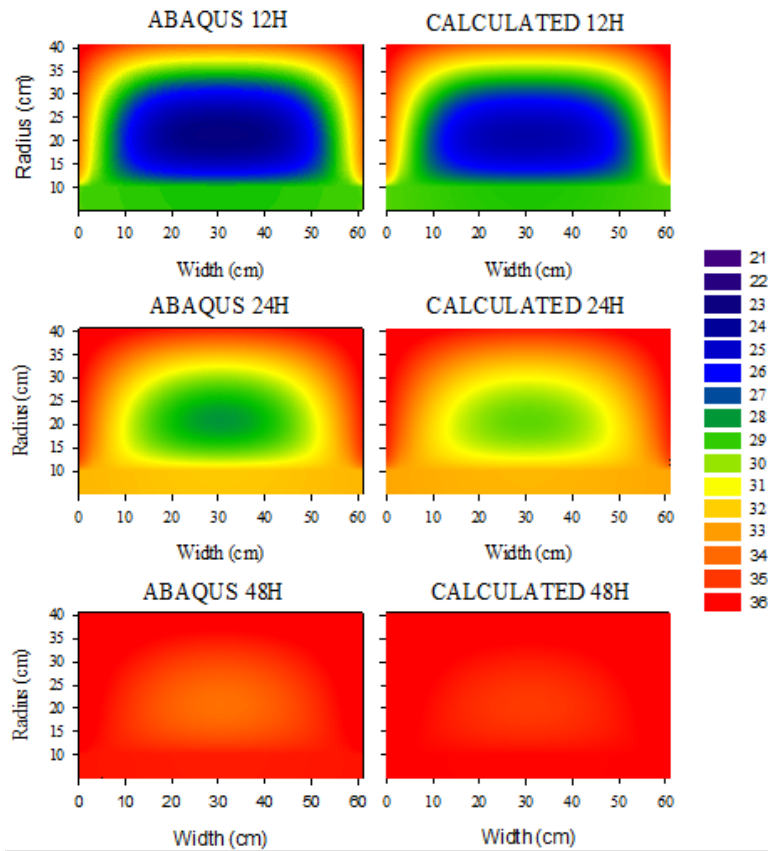 ABAQUS 12H
CALCULATED 12H
Radius (cm)
40
35
30
25
20
15
10
0 10 20 30 40 50 60
0 10 20 30 40 50 60
Width (cm)
Width (cm)
ABAQUS 24H
CALCULATED 24H
Radius (cm)
40
35
30
25
20
15
10
0 10 20 30 40 50 60
0 10 20 30 40 50 60
Width (cm)
Width (cm)
ABAQUS 48H
CALCULATED 48H
Radius (cm)
40
35
30
25
20
15
10
0 10 20 30 40 50 60
0 10 20 30 40 50 60
Width (cm)
Width (cm)
21
22
23
24
25
26
27
28
29
30
31
32
33
34
35
36